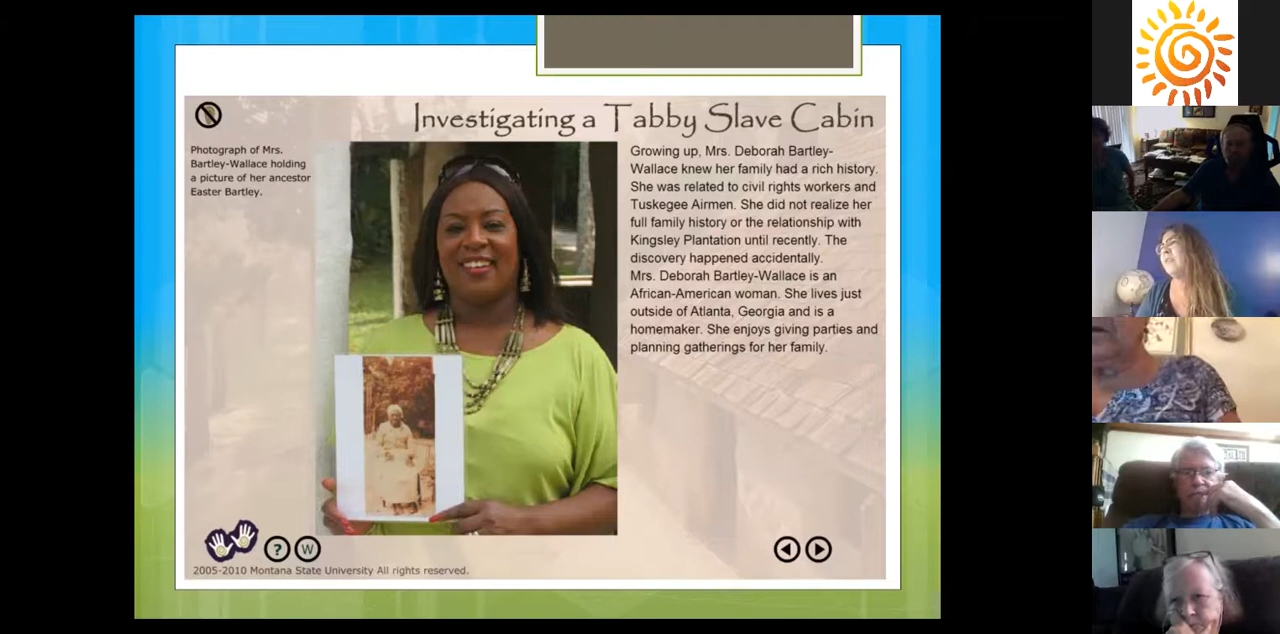 Investigating a Tabby Slave Cabin
Photograph of Mrs.
Bartley-Wallace holding
a picture of her ancestor
Easter Bartley.
Growing up, Mrs. Deborah Bartley-
Wallace knew her family had a rich history.
She was related to civil rights workers and
Tuskegee Airmen. She did not realize her
full family history or the relationship with
Kingsley Plantation until recently. The
discovery happened accidentally.
Mrs. Deborah Bartley-Wallace is an
African-American woman. She lives just
outside of Atlanta, Georgia and is a
homemaker. She enjoys giving parties and
planning gatherings for her family.
? W
2005-2010 Montana State University All rights reserved.